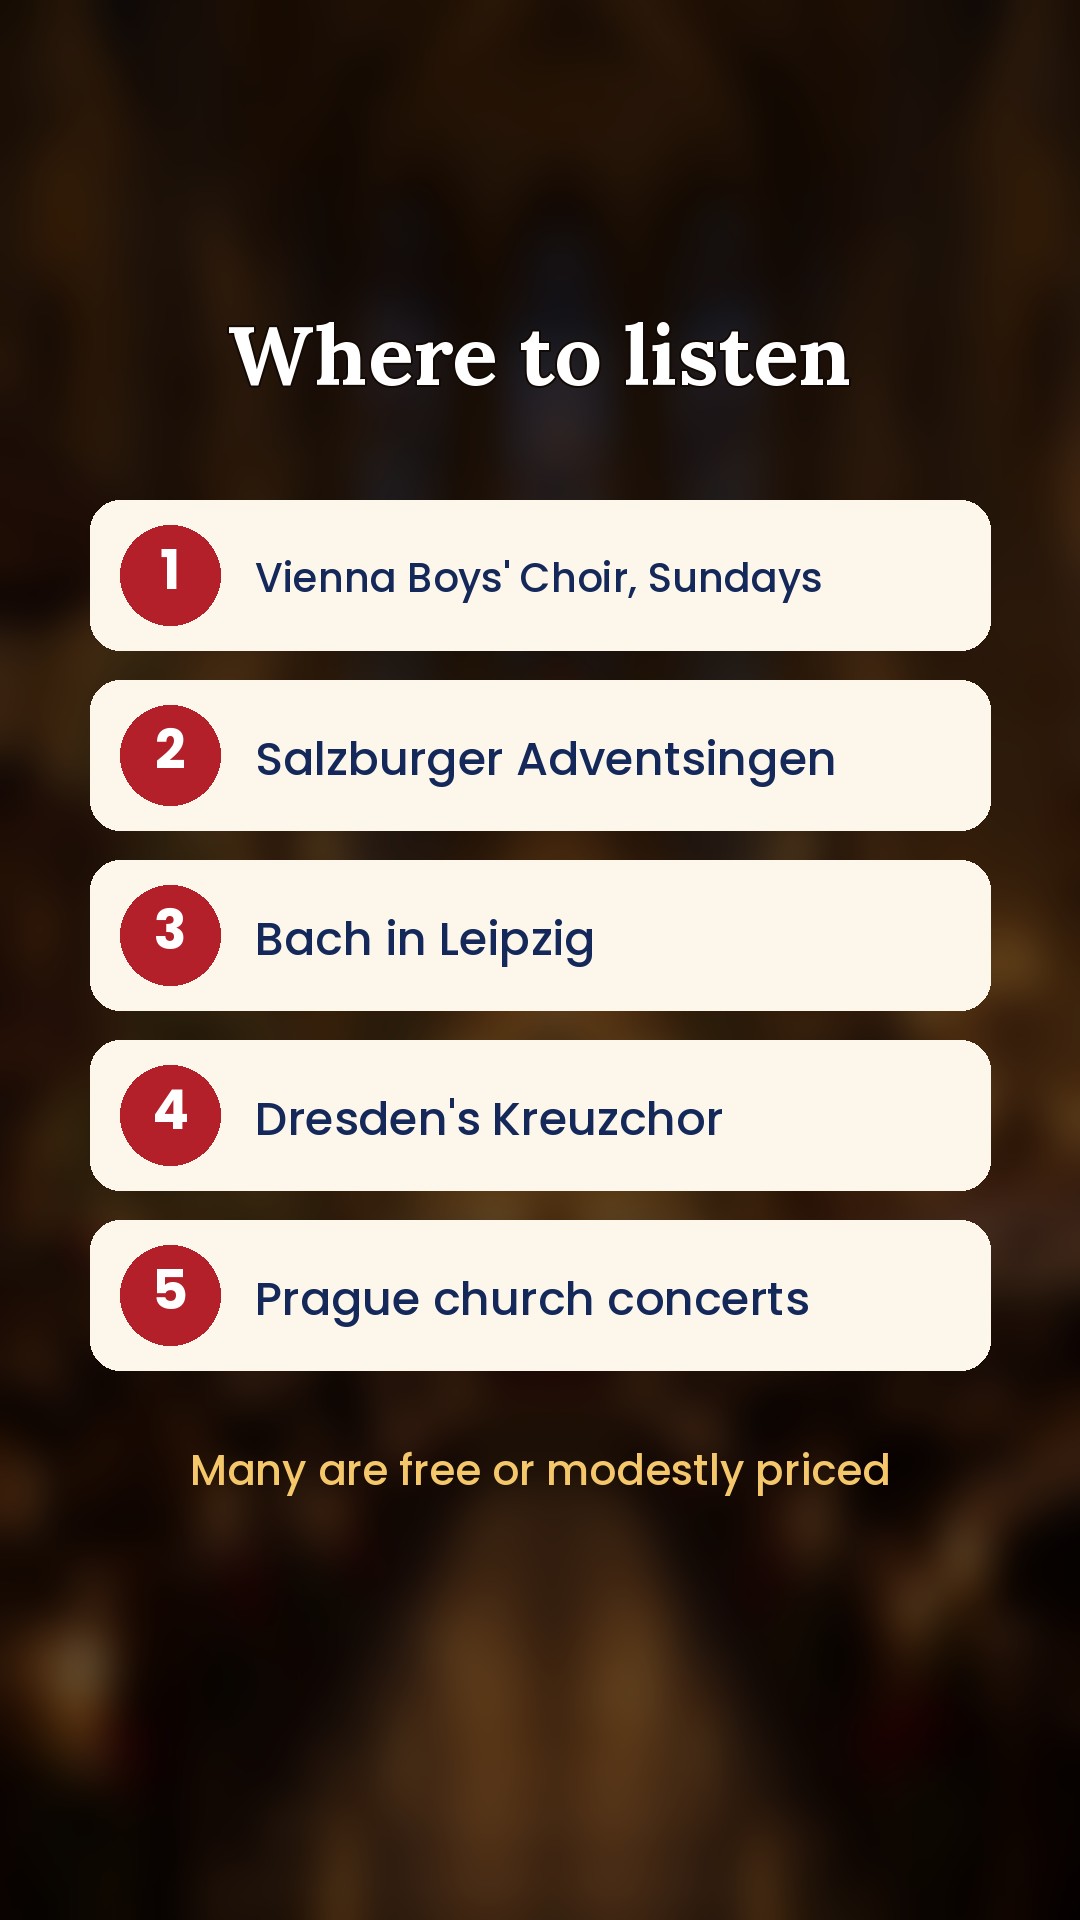 Where to listen
1 Vienna Boys' Choir, Sundays
2 Salzburger Adventsingen
3 Bach in Leipzig
4 Dresden's Kreuzchor
5 Prague church concerts
Many are free or modestly priced